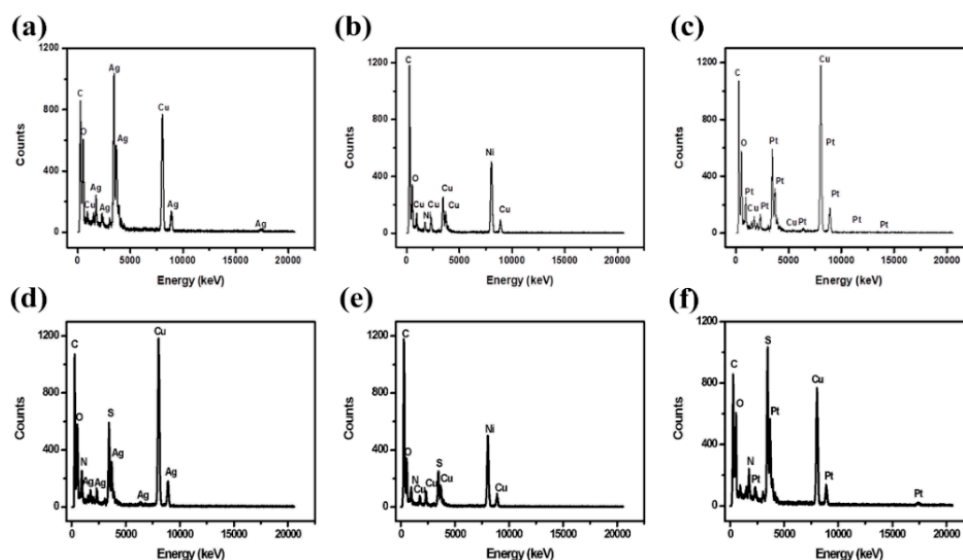 (a)
1200
800
400
0
Counts
C
O
Cu
Ag
Ag
Ag
Ag
Cu
Ag
Ag
0 5000 10000 15000 20000
Energy (keV)
(b)
1200
800
400
0
Counts
C
O
Cu
Ni
Cu
Cu
Cu
Ni
Cu
0 5000 10000 15000 20000
Energy (keV)
(c)
1200
800
400
0
Counts
C
O
Pt
Cu
Pt
Pt
Pt
Cu
Pt
Cu
Pt
Pt
Pt
Pt
0 5000 10000 15000 20000
Energy (keV)
(d)
1200
800
400
0
Counts
C
O
N
Ag
Ag
S
Ag
Ag
Cu
Ag
0 5000 10000 15000 20000
Energy (keV)
(e)
1200
800
400
0
Counts
C
O
N
Cu
Cu
S
Cu
Ni
Cu
0 5000 10000 15000 20000
Energy (keV)
(f)
1200
800
400
0
Counts
C
O
N
Pt
S
Pt
Cu
Pt
Pt
0 5000 10000 15000 20000
Energy (keV)